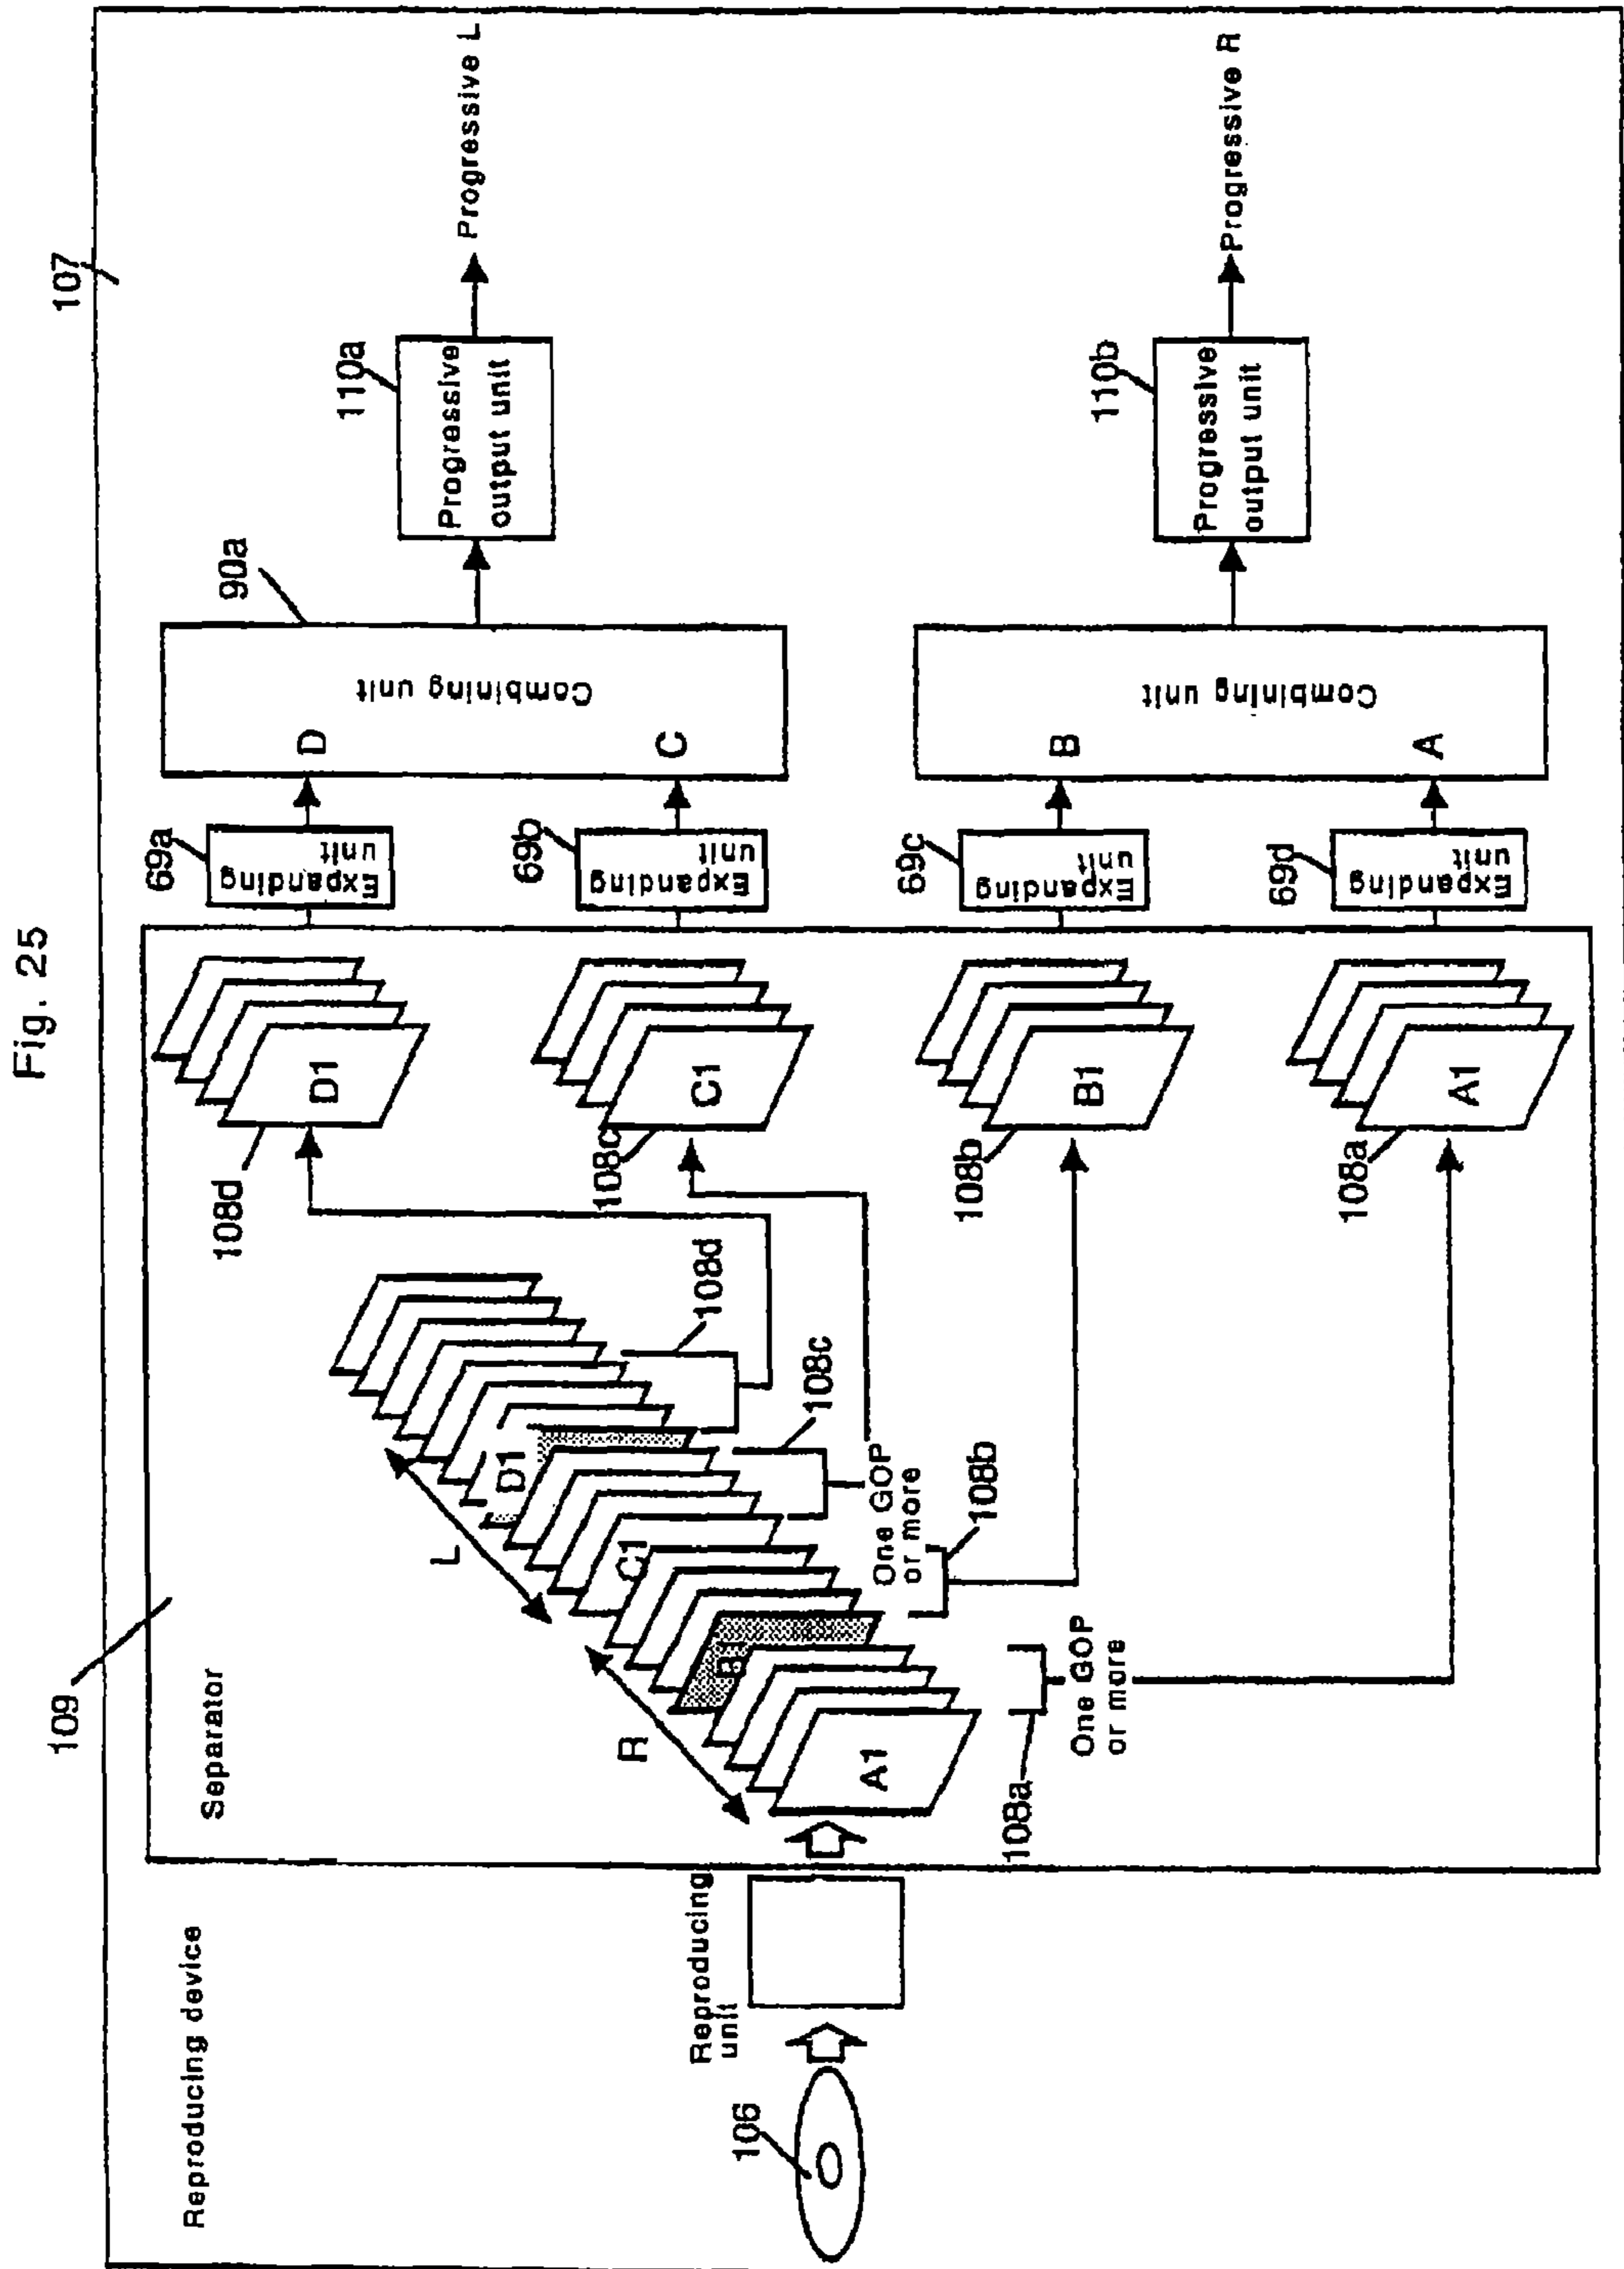 Fig. 25
107
Reproducing device
109
Separator
106
Reproducing
unit
R
L
A1
B1
C1
D1
108a
One GOP
or more
108b
One GOP
or more
108c
108d
108d
D1
108c
C1
108b
B1
108a
A1
69a
Expanding
unit
69b
Expanding
unit
69c
Expanding
unit
69d
Expanding
unit
90a
D
C
Combining unit
B
A
Combining unit
110a
Progressive
output unit
Progressive L
110b
Progressive
output unit
Progressive R